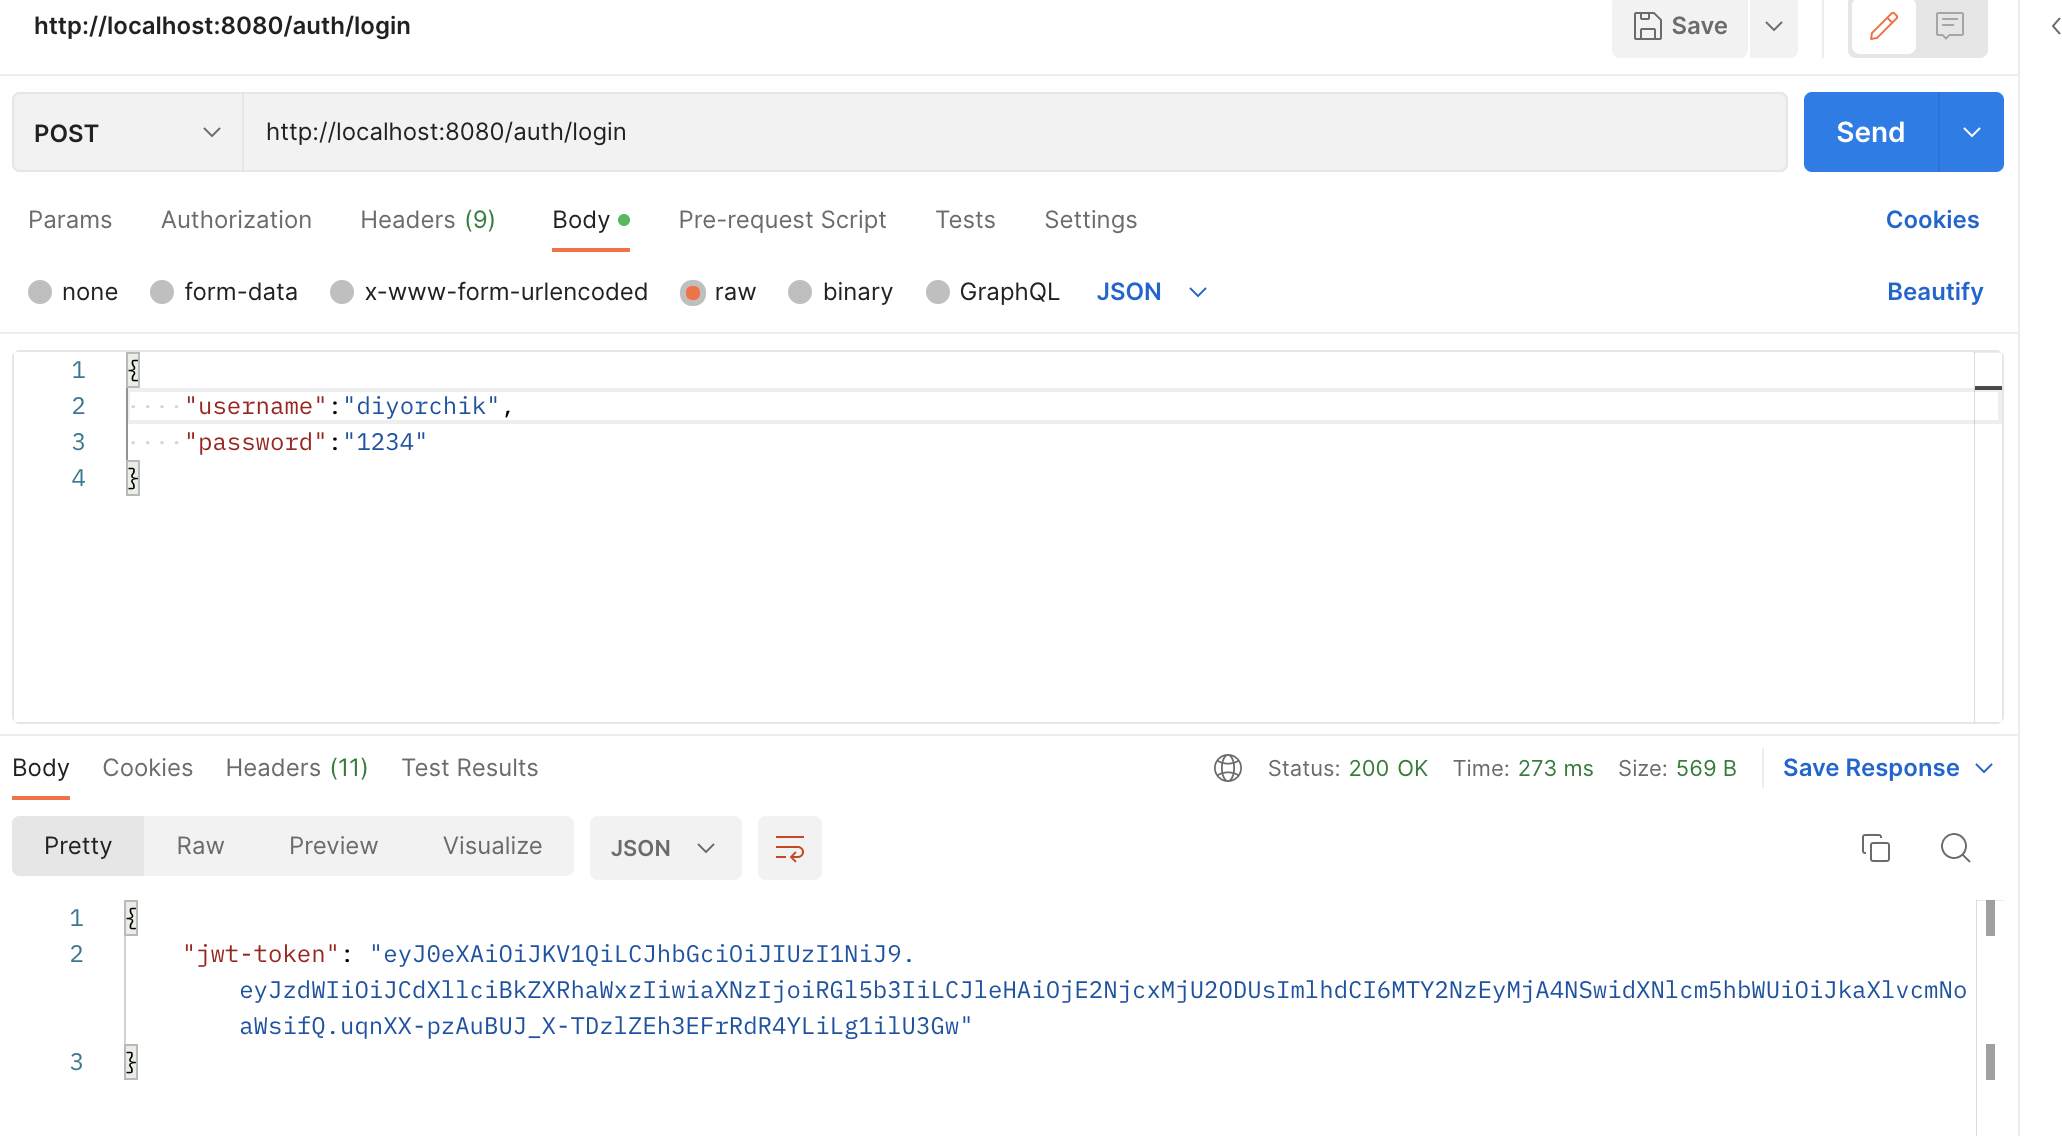 http://localhost:8080/auth/login
Save
POST http://localhost:8080/auth/login Send
Params Authorization Headers (9) Body Pre-request Script Tests Settings Cookies
none form-data x-www-form-urlencoded raw binary GraphQL JSON Beautify
1 {
2 "username":"diyorchik",
3 "password":"1234"
4 }
Body Cookies Headers (11) Test Results Status: 200 OK Time: 273 ms Size: 569 B Save Response
Pretty Raw Preview Visualize JSON
1 {
2 "jwt-token": "eyJ0eXAiOiJKV1QiLCJhbGciOiJIUzI1NiJ9.
eyJzdWIiOiJCdXllciBkZXRhaWxzIiwiaXNzIjoiRGl5b3IiLCJleHAiOjE2NjcxMjU2ODUsImlhdCI6MTY2NzEyMjA4NSwidXNlcm5hbWUiOiJkaXlvcmNo
aWsifQ.uqnXX-pzAuBUJ_X-TDzlZEh3EFrRdR4YLiLg1ilU3Gw"
3 }